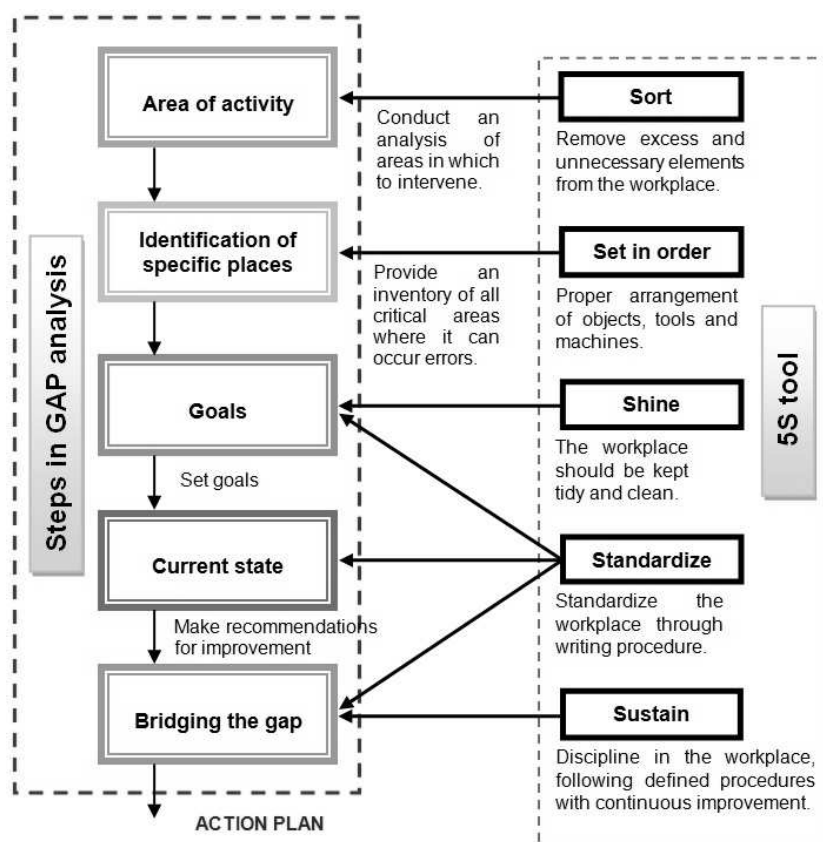 Steps in GAP analysis
Area of activity
Identification of
specific places
Goals
Set goals
Current state
Make recommendations
for improvement
Bridging the gap
ACTION PLAN
Conduct an
analysis of
areas in which
to intervene.
Provide an
inventory of all
critical areas
where it can
occur errors.
Sort
Remove excess and
unnecessary elements
from the workplace.
Set in order
Proper arrangement
of objects, tools and
machines.
Shine
The workplace
should be kept
tidy and clean.
Standardize
Standardize the
workplace through
writing procedure.
Sustain
Discipline in the workplace,
following defined procedures
with continuous improvement.
5S tool